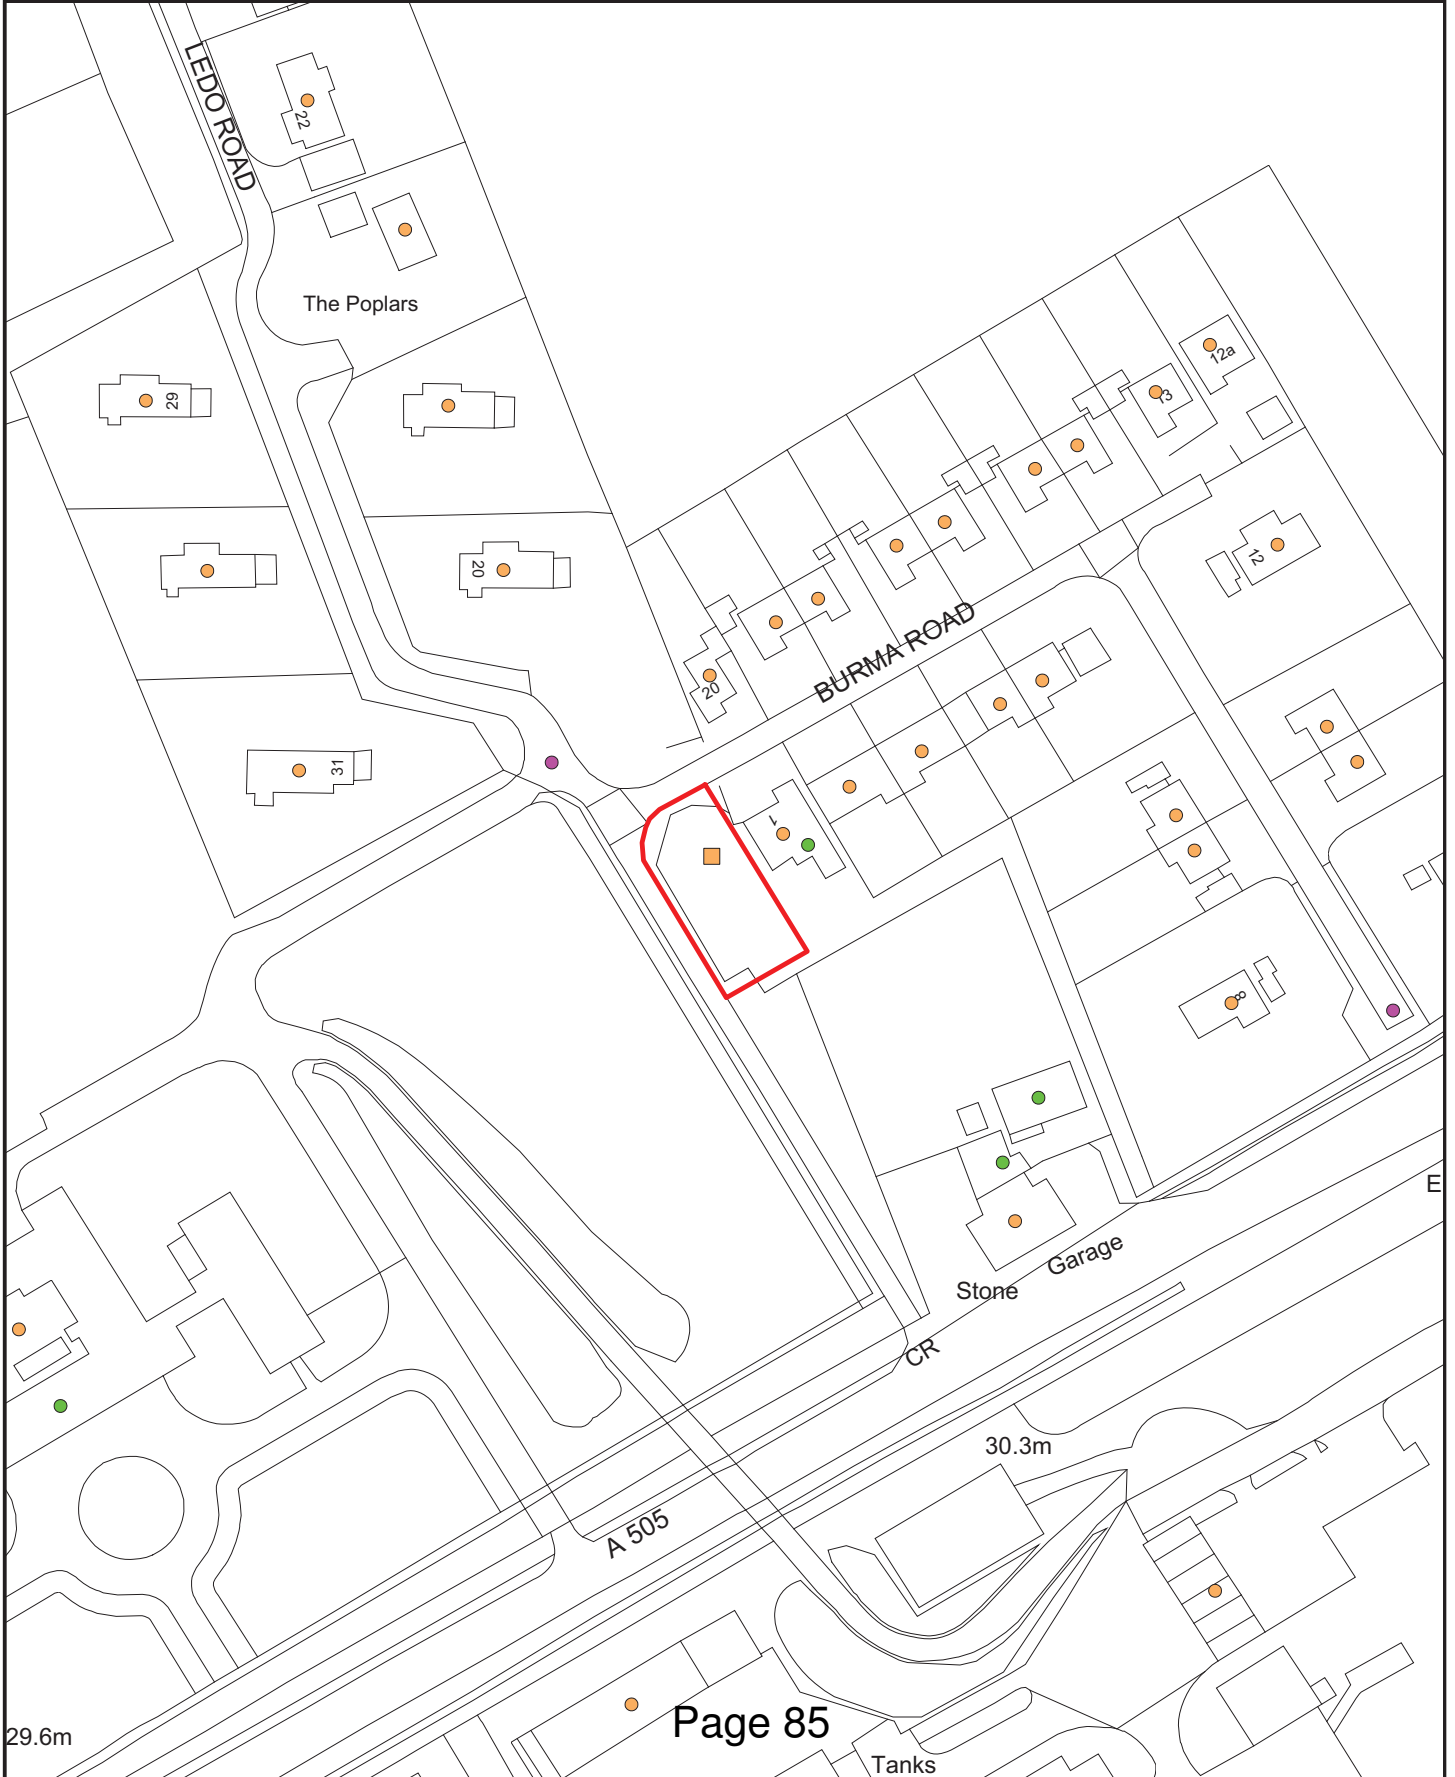 LEDO ROAD
22
The Poplars
29
20
31
12a
13
12
BURMA ROAD
20
1
8
E
Garage
Stone
CR
30.3m
A 505
Page 85
29.6m
Tanks